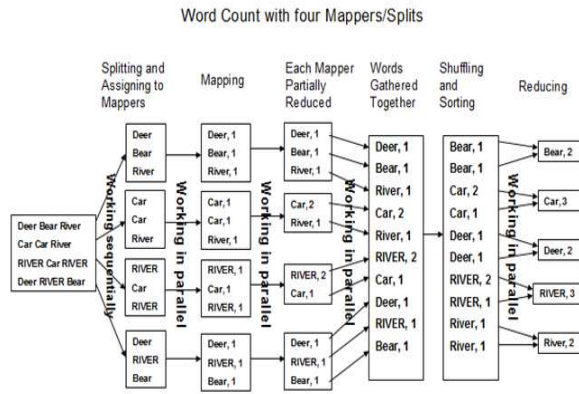 Word Count with four Mappers/Splits
Splitting and
Assigning to
Mappers
Mapping
Each Mapper
Partially
Reduced
Words
Gathered
Together
Shuffling
and
Sorting
Reducing
Deer Bear River
Car Car River
RIVER Car RIVER
Deer RIVER Bear
Working sequentially
Deer
Bear
River
Car
Car
River
RIVER
Car
RIVER
Deer
RIVER
Bear
Working in parallel
Deer, 1
Bear, 1
River, 1
Car, 1
Car, 1
River, 1
RIVER, 1
Car, 1
RIVER, 1
Deer, 1
RIVER, 1
Bear, 1
Working in parallel
Deer, 1
Bear, 1
River, 1
Car, 2
River, 1
RIVER, 2
Car, 1
Deer, 1
RIVER, 1
Bear, 1
Working in parallel
Deer, 1
Bear, 1
River, 1
Car, 2
River, 1
RIVER, 2
Car, 1
Deer, 1
RIVER, 1
Bear, 1
Bear, 1
Bear, 1
Car, 2
Car, 1
Deer, 1
Deer, 1
RIVER, 2
RIVER, 1
River, 1
River, 1
Working in parallel
Bear, 2
Car, 3
Deer, 2
RIVER, 3
River, 2